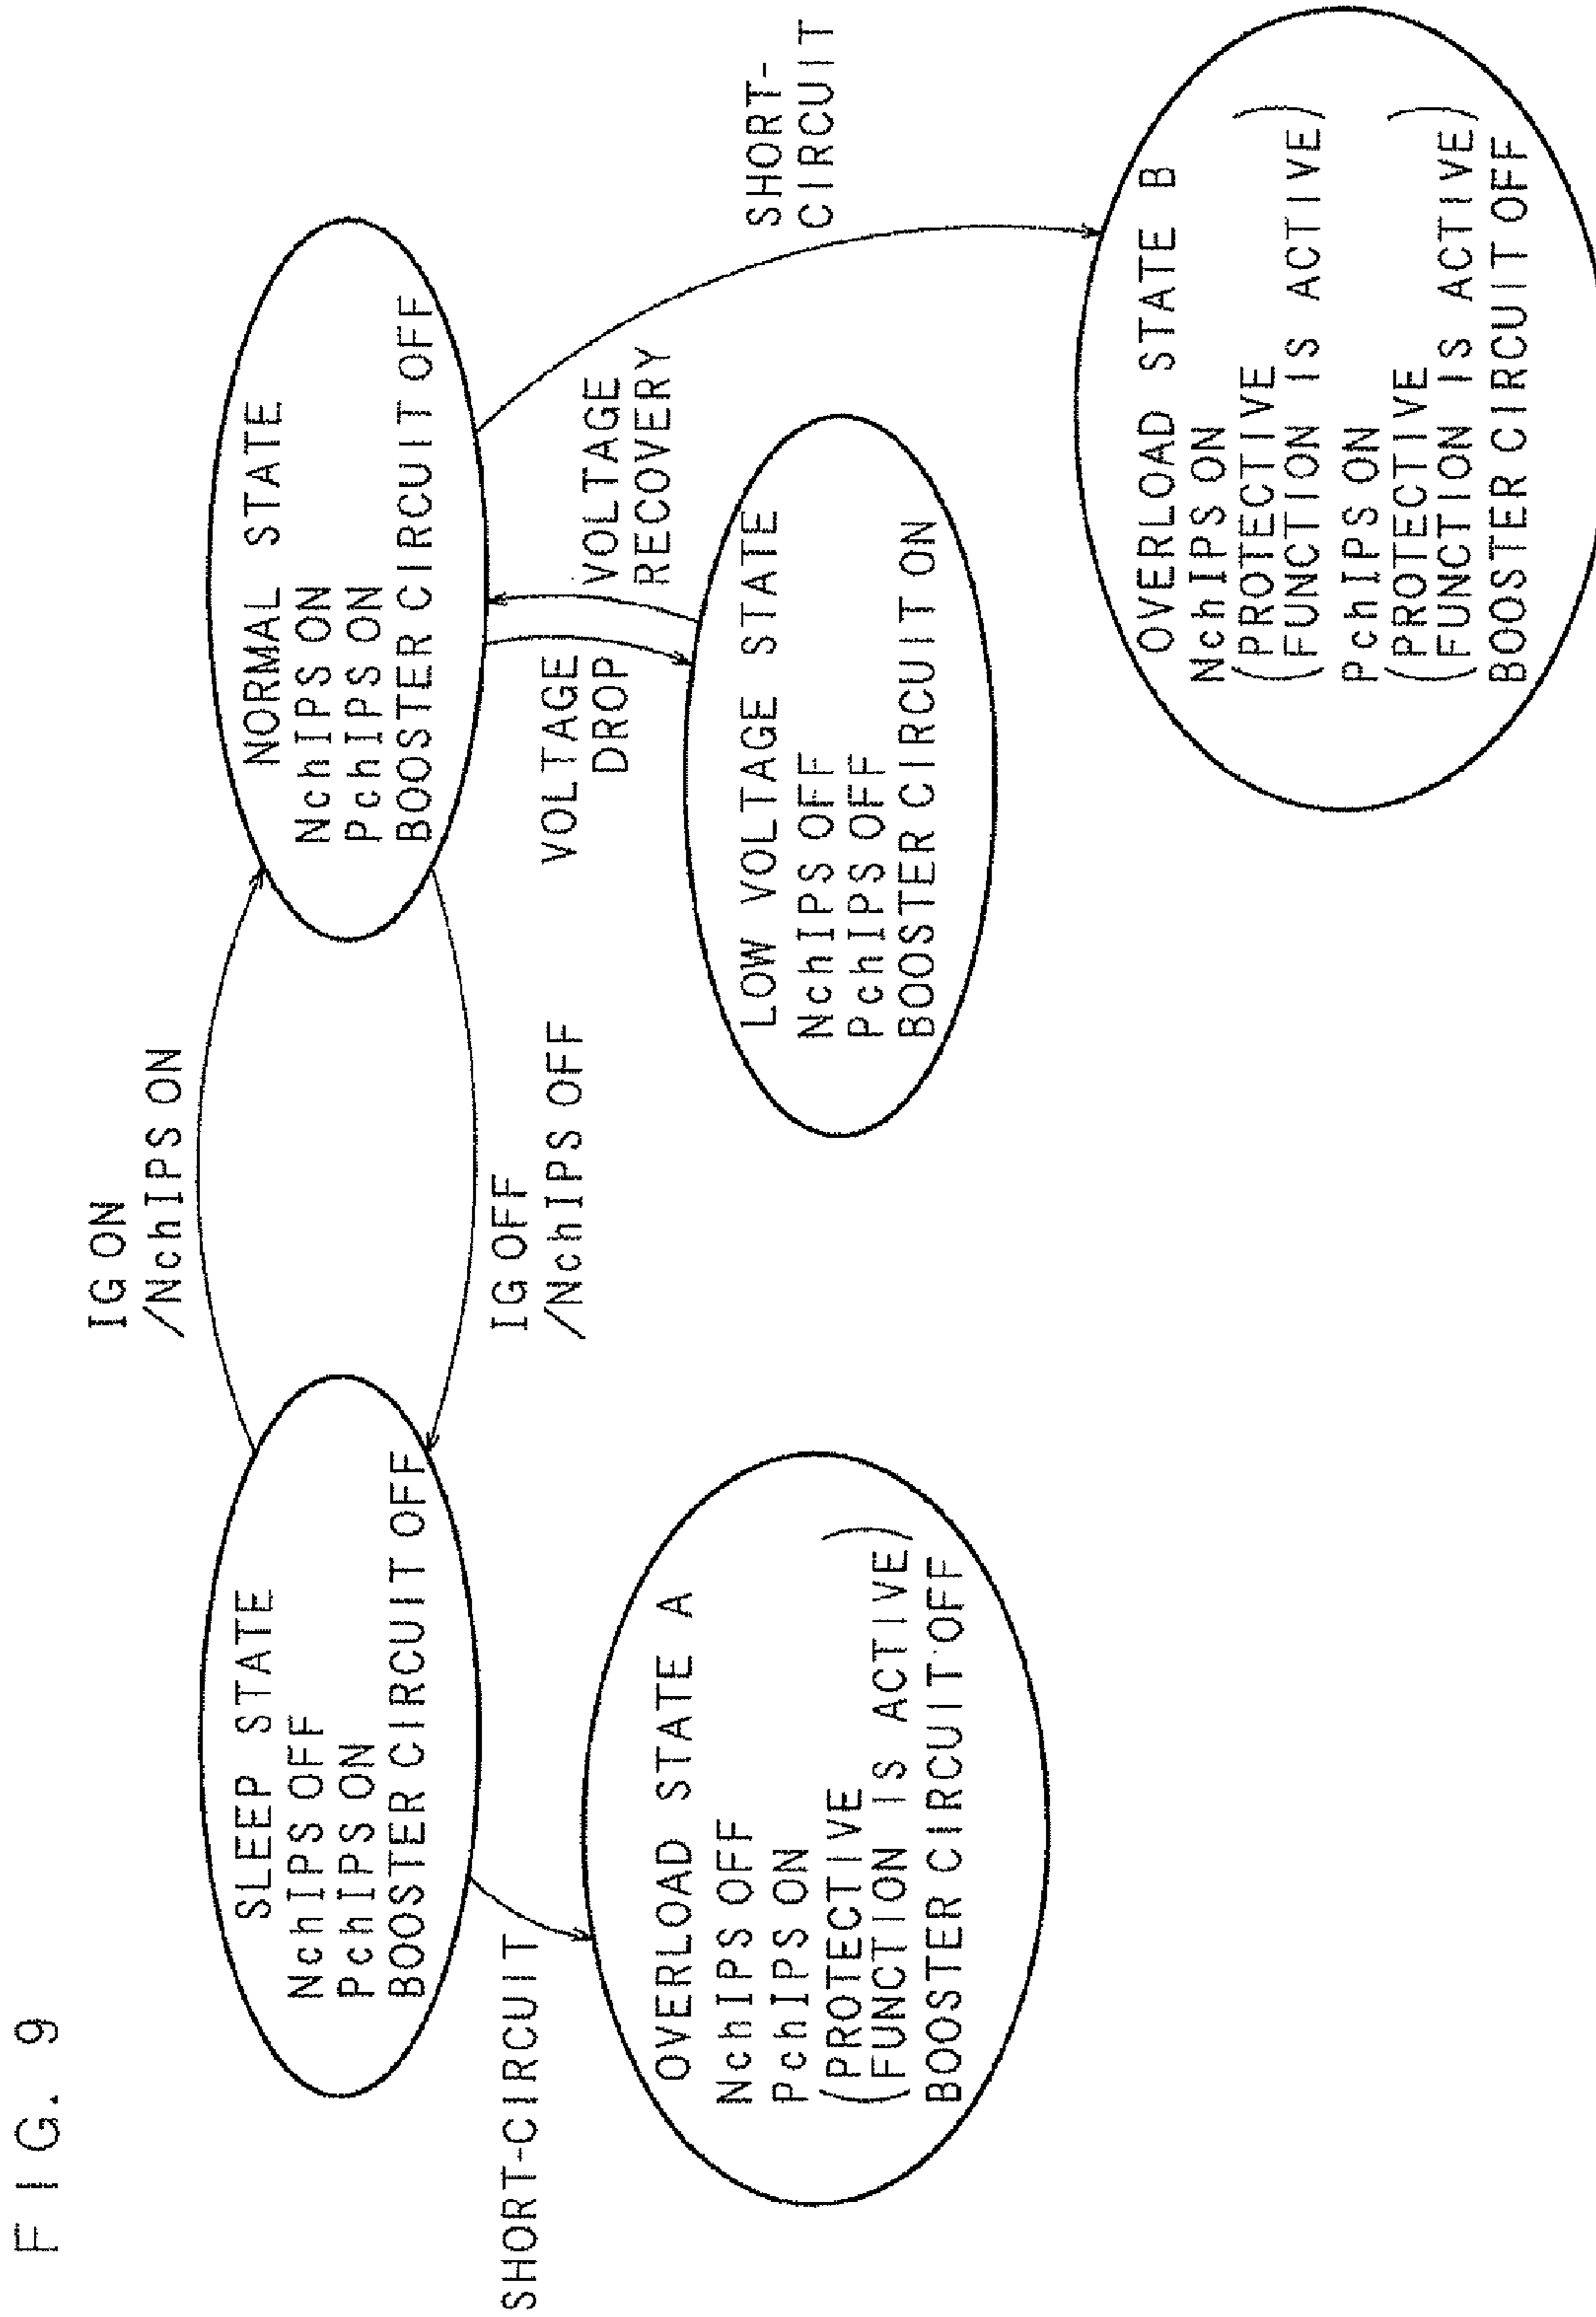 FIG. 9
IG ON
/NchIPS ON
SLEEP STATE
NchIPS OFF
PchIPS ON
BOOSTER CIRCUIT OFF
NORMAL STATE
NchIPS ON
PchIPS ON
BOOSTER CIRCUIT OFF
IG OFF
/NchIPS OFF
SHORT-CIRCUIT
VOLTAGE
DROP
VOLTAGE
RECOVERY
SHORT-
CIRCUIT
OVERLOAD STATE A
NchIPS OFF
PchIPS ON
(PROTECTIVE
FUNCTION IS ACTIVE)
BOOSTER CIRCUIT OFF
LOW VOLTAGE STATE
NchIPS OFF
PchIPS OFF
BOOSTER CIRCUIT ON
OVERLOAD STATE B
NchIPS ON
(PROTECTIVE
FUNCTION IS ACTIVE)
PchIPS ON
(PROTECTIVE
FUNCTION IS ACTIVE)
BOOSTER CIRCUIT OFF